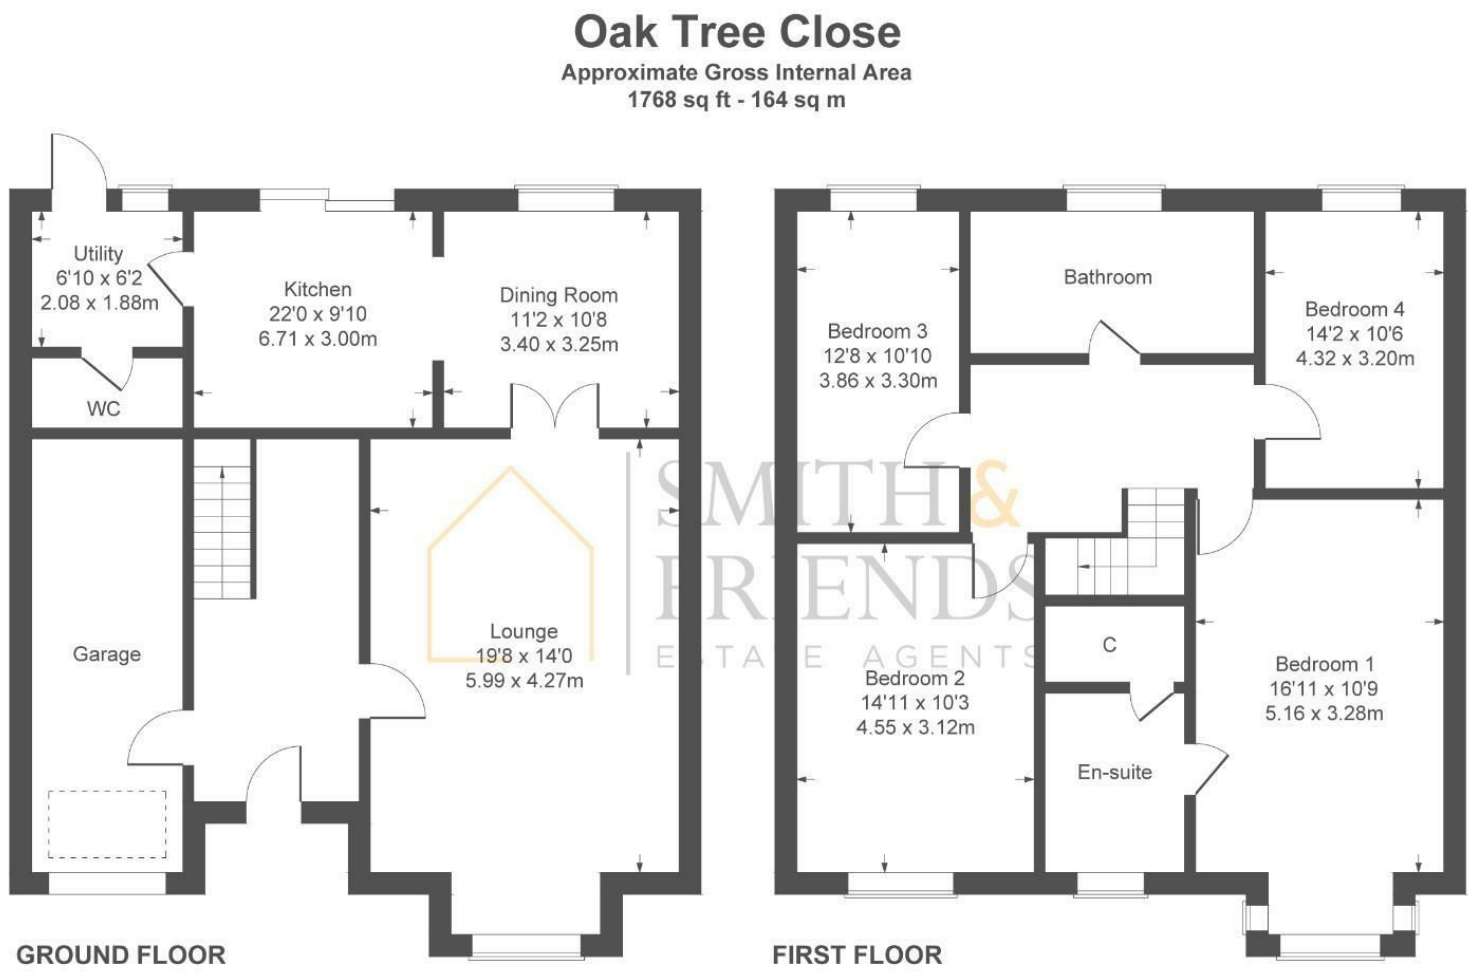 Oak Tree Close
Approximate Gross Internal Area
1768 sq ft - 164 sq m
Utility
6'10 x 6'2
2.08 x 1.88m
Kitchen
22'0 x 9'10
6.71 x 3.00m
Dining Room
11'2 x 10'8
3.40 x 3.25m
WC
Garage
Lounge
19'8 x 14'0
5.99 x 4.27m
GROUND FLOOR
Bedroom 3
12'8 x 10'10
3.86 x 3.30m
Bathroom
Bedroom 4
14'2 x 10'6
4.32 x 3.20m
SMITH &
FRIENDS
ESTATE AGENTS
Bedroom 2
14'11 x 10'3
4.55 x 3.12m
C
En-suite
Bedroom 1
16'11 x 10'9
5.16 x 3.28m
FIRST FLOOR